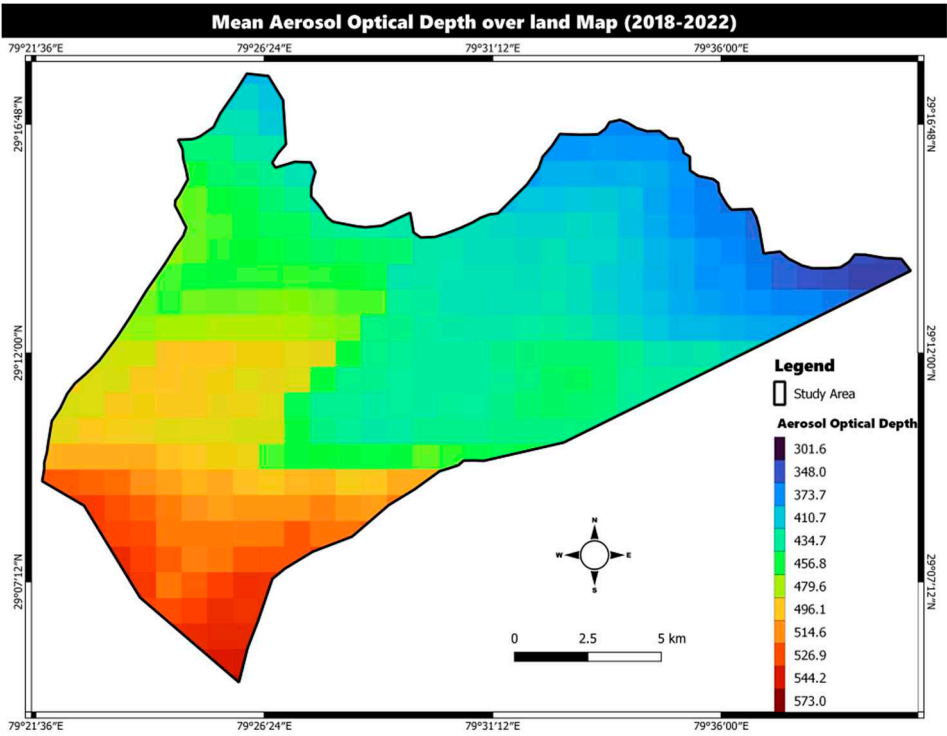 Mean Aerosol Optical Depth over land Map (2018-2022)
79°21'36"E 79°26'24"E 79°31'12"E 79°36'00"E
29°16'48"N 29°16'48"N
29°12'00"N 29°12'00"N
Legend
Study Area
Aerosol Optical Depth
301.6
348.0
373.7
410.7
434.7
456.8
479.6
496.1
514.6
526.9
544.2
573.0
N
W E
S
29°07'12"N 29°07'12"N
0 2.5 5 km
79°21'36"E 79°26'24"E 79°31'12"E 79°36'00"E